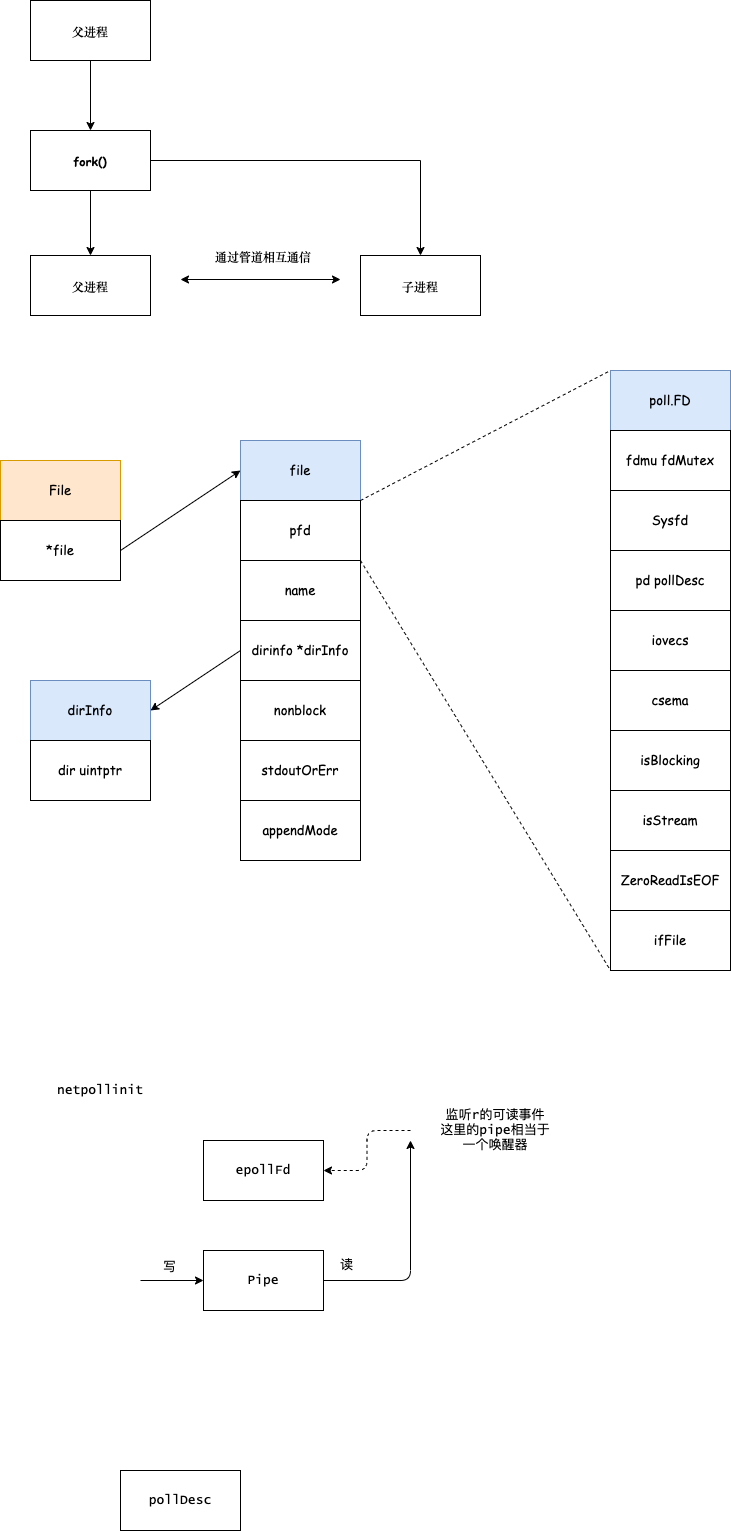 父进程
fork()
通过管道相互通信
父进程
子进程
File
*file
dirInfo
dir uintptr
file
pfd
name
dirinfo *dirInfo
nonblock
stdoutOrErr
appendMode
poll.FD
fdmu fdMutex
Sysfd
pd pollDesc
iovecs
csema
isBlocking
isStream
ZeroReadIsEOF
ifFile
netpollinit
监听r的可读事件
这里的pipe相当于
一个唤醒器
epollFd
写
Pipe
读
pollDesc